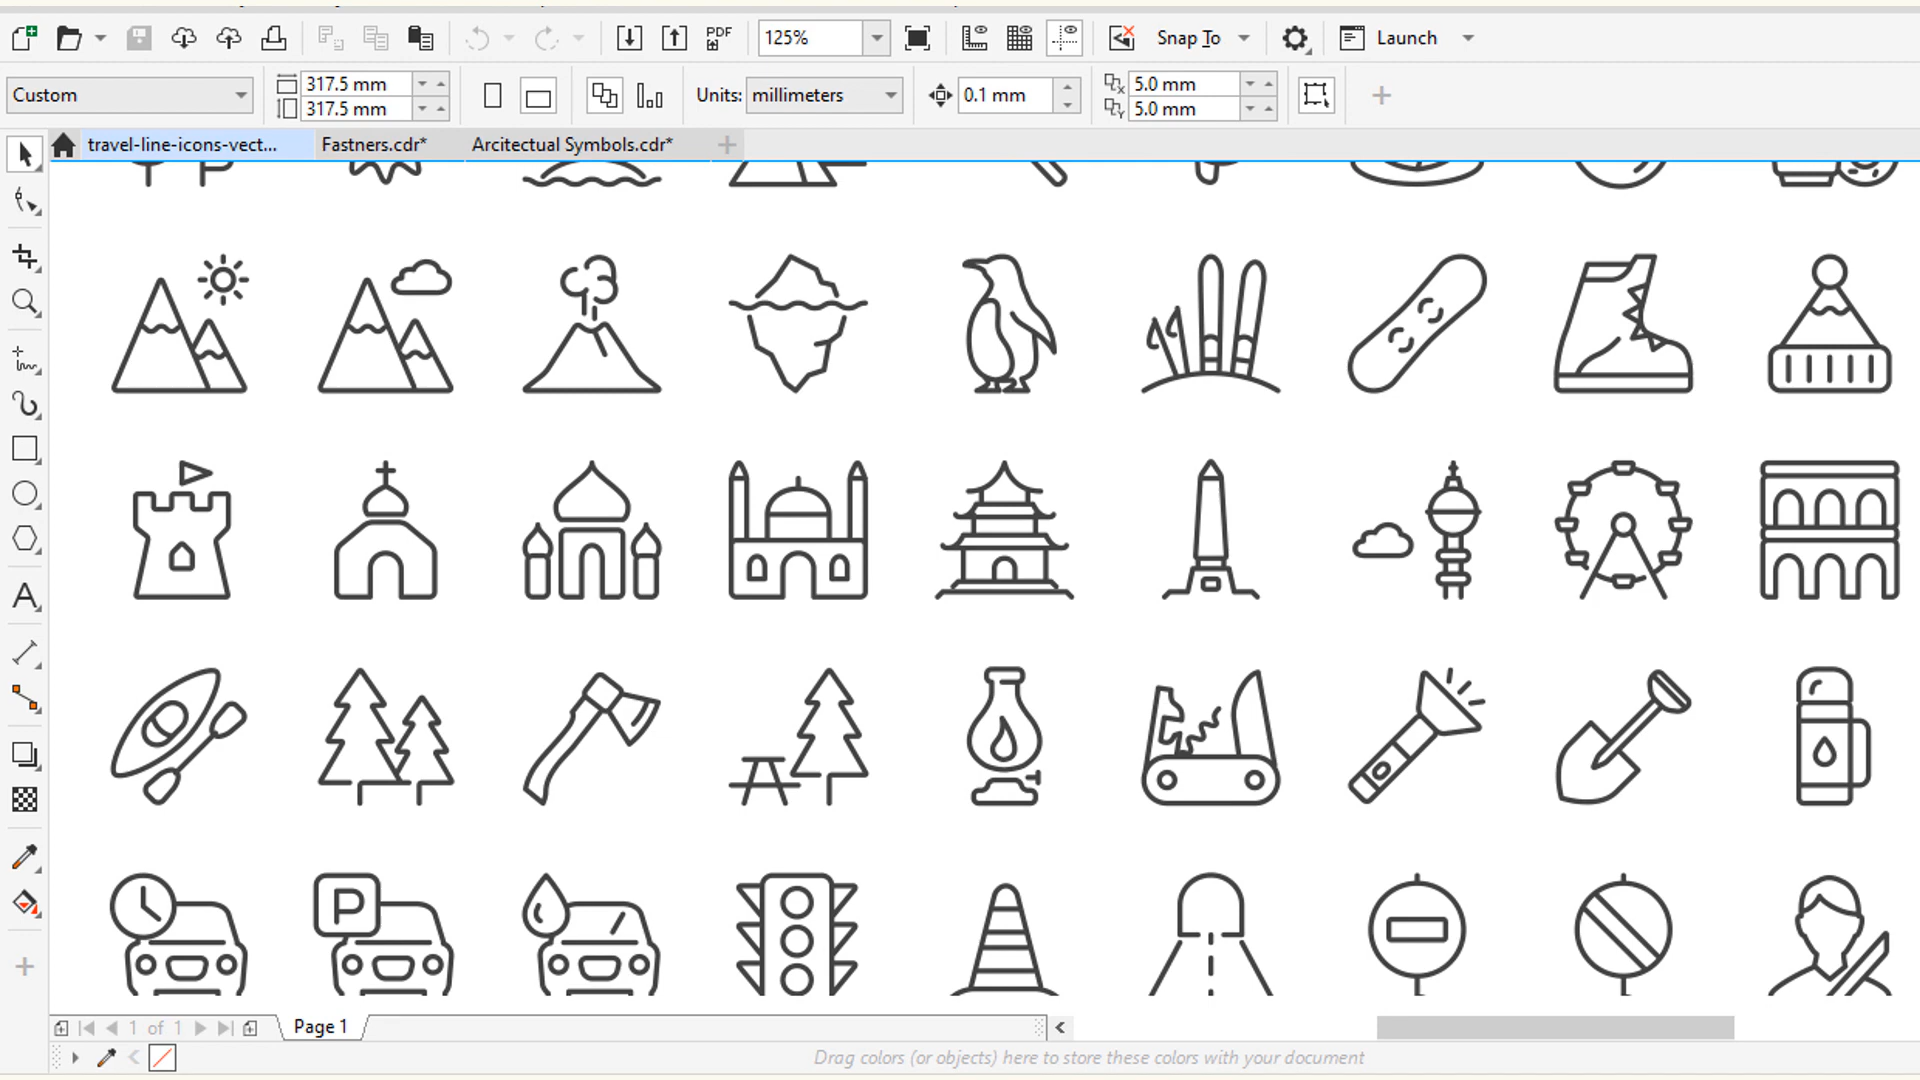 PDF
125%
Snap To
Launch
Custom
317.5 mm
317.5 mm
Units: millimeters
0.1 mm
5.0 mm
5.0 mm
travel-line-icons-vect...
Fastners.cdr*
Arcitectual Symbols.cdr*
P
1 of 1
Page 1
Drag colors (or objects) here to store these colors with your document